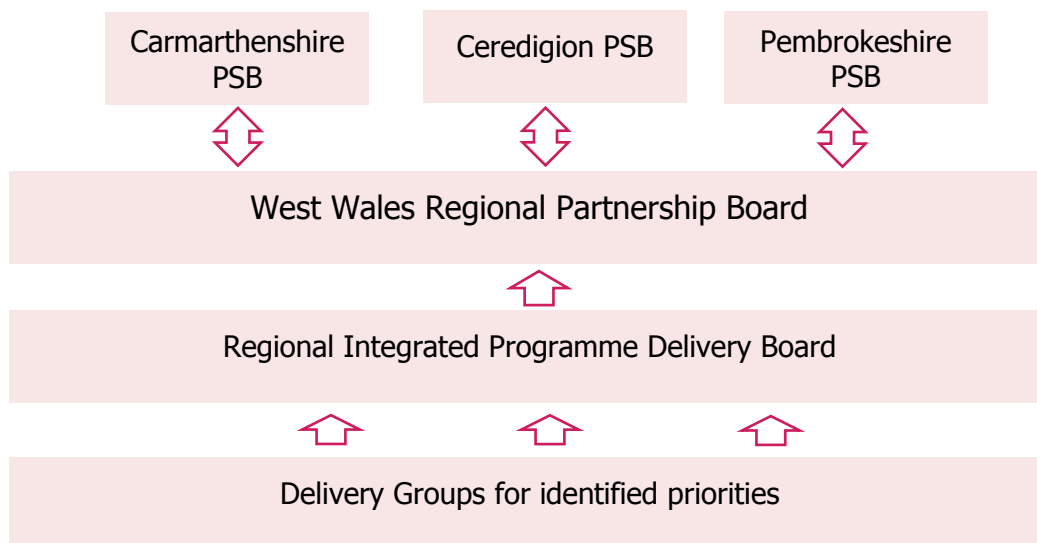 Carmarthenshire
PSB
Ceredigion PSB
Pembrokeshire
PSB
West Wales Regional Partnership Board
Regional Integrated Programme Delivery Board
Delivery Groups for identified priorities